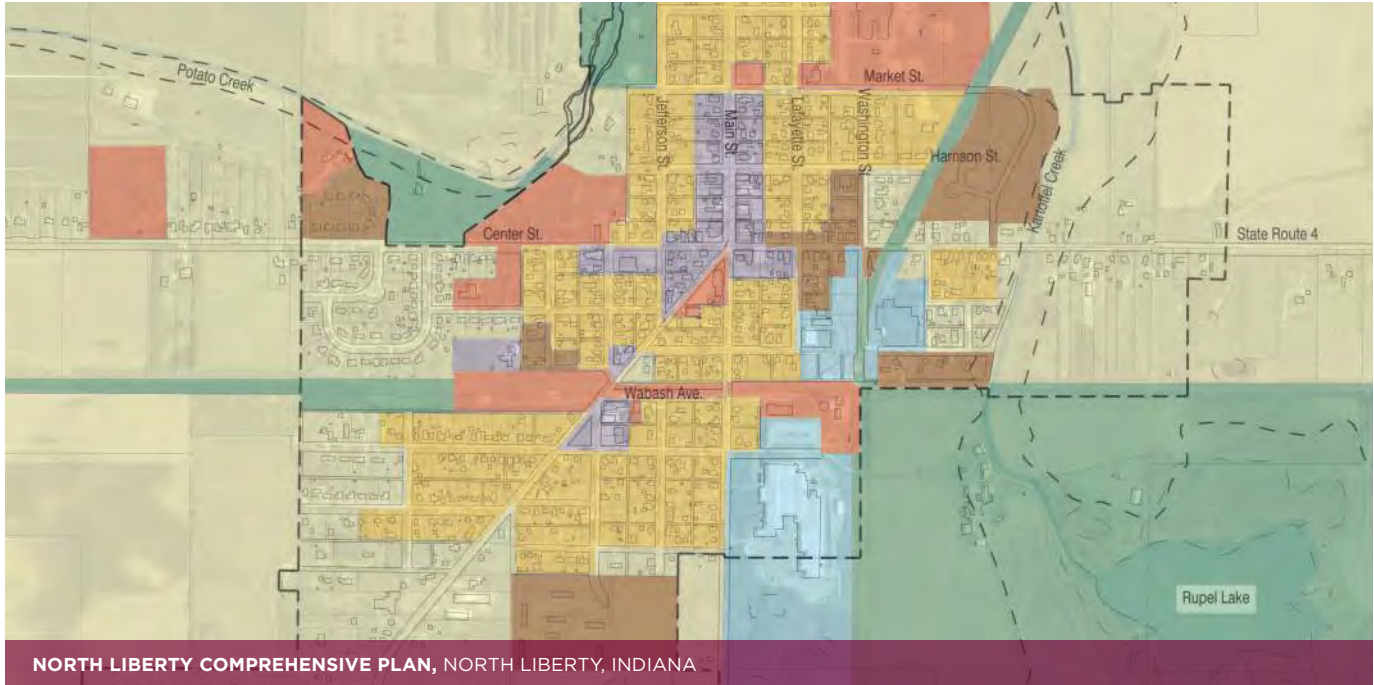 Potato Creek
Market St.
Jefferson St.
Main St.
Lafayette St.
Washington St.
Harrison St.
Kartoffel Creek
Center St.
State Route 4
Wabash Ave.
Rupel Lake
NORTH LIBERTY COMPREHENSIVE PLAN, NORTH LIBERTY, INDIANA